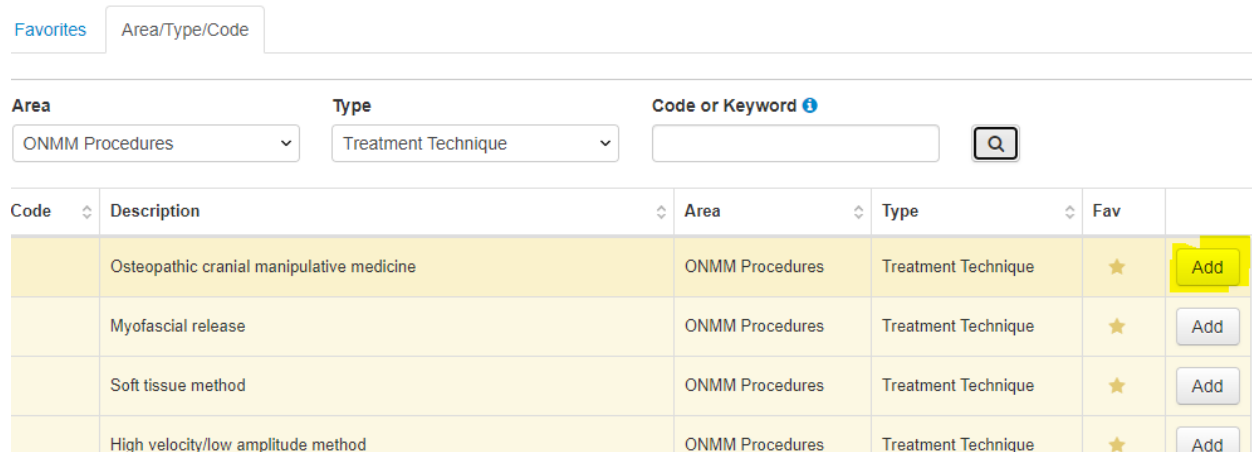 Favorites Area/Type/Code
Area Type Code or Keyword
ONMM Procedures Treatment Technique
Code Description Area Type Fav
Osteopathic cranial manipulative medicine ONMM Procedures Treatment Technique Add
Myofascial release ONMM Procedures Treatment Technique Add
Soft tissue method ONMM Procedures Treatment Technique Add
High velocity/low amplitude method ONMM Procedures Treatment Technique Add